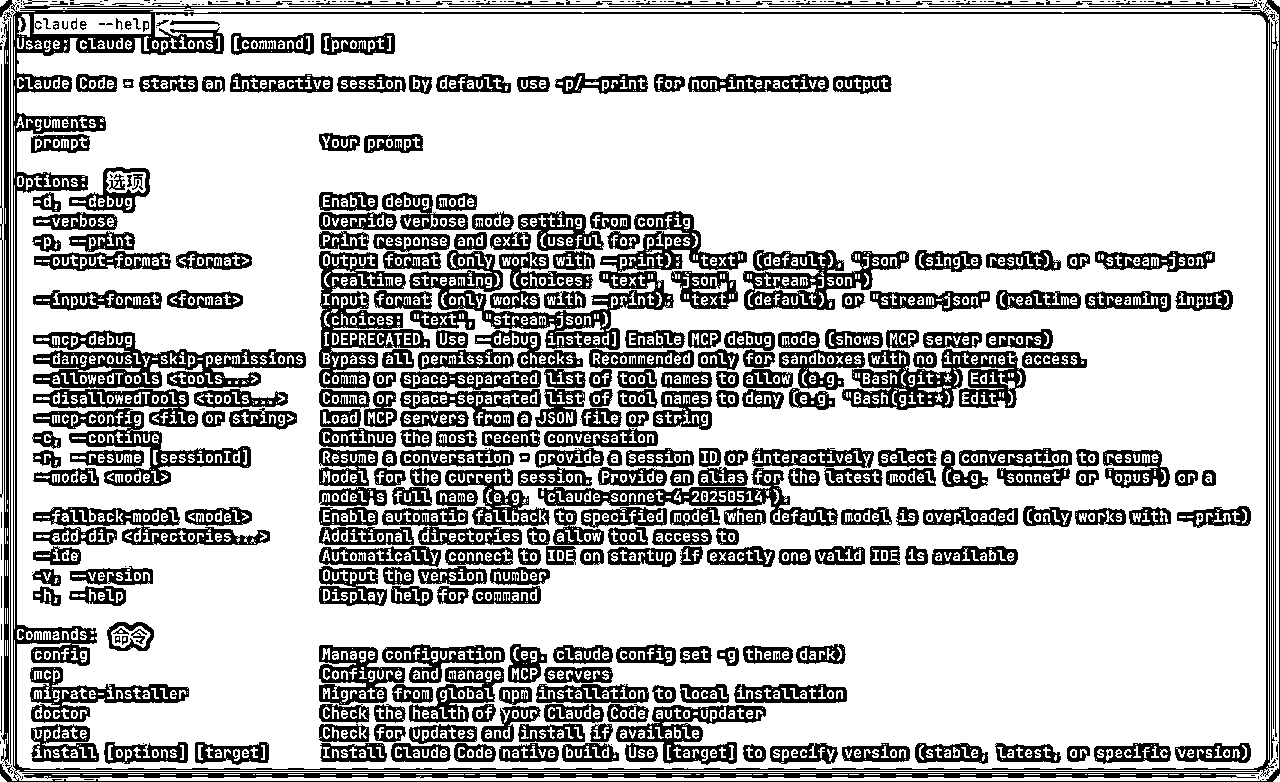 ❯ claude --help
Usage: claude [options] [command] [prompt]
Claude Code - starts an interactive session by default, use -p/--print for non-interactive output
Arguments:
prompt Your prompt
Options: 选项
-d, --debug Enable debug mode
--verbose Override verbose mode setting from config
-p, --print Print response and exit (useful for pipes)
--output-format <format> Output format (only works with --print): "text" (default), "json" (single result), or "stream-json"
(realtime streaming) (choices: "text", "json", "stream-json")
--input-format <format> Input format (only works with --print): "text" (default), or "stream-json" (realtime streaming input)
(choices: "text", "stream-json")
--mcp-debug [DEPRECATED. Use --debug instead] Enable MCP debug mode (shows MCP server errors)
--dangerously-skip-permissions Bypass all permission checks. Recommended only for sandboxes with no internet access.
--allowedTools <tools...> Comma or space-separated list of tool names to allow (e.g. "Bash(git:*) Edit")
--disallowedTools <tools...> Comma or space-separated list of tool names to deny (e.g. "Bash(git:*) Edit")
--mcp-config <file or string> Load MCP servers from a JSON file or string
-c, --continue Continue the most recent conversation
-r, --resume [sessionId] Resume a conversation - provide a session ID or interactively select a conversation to resume
--model <model> Model for the current session. Provide an alias for the latest model (e.g. 'sonnet' or 'opus') or a
model's full name (e.g. 'claude-sonnet-4-20250514').
--fallback-model <model> Enable automatic fallback to specified model when default model is overloaded (only works with --print)
--add-dir <directories...> Additional directories to allow tool access to
--ide Automatically connect to IDE on startup if exactly one valid IDE is available
-v, --version Output the version number
-h, --help Display help for command
Commands: 命令
config Manage configuration (eg. claude config set -g theme dark)
mcp Configure and manage MCP servers
migrate-installer Migrate from global npm installation to local installation
doctor Check the health of your Claude Code auto-updater
update Check for updates and install if available
install [options] [target] Install Claude Code native build. Use [target] to specify version (stable, latest, or specific version)